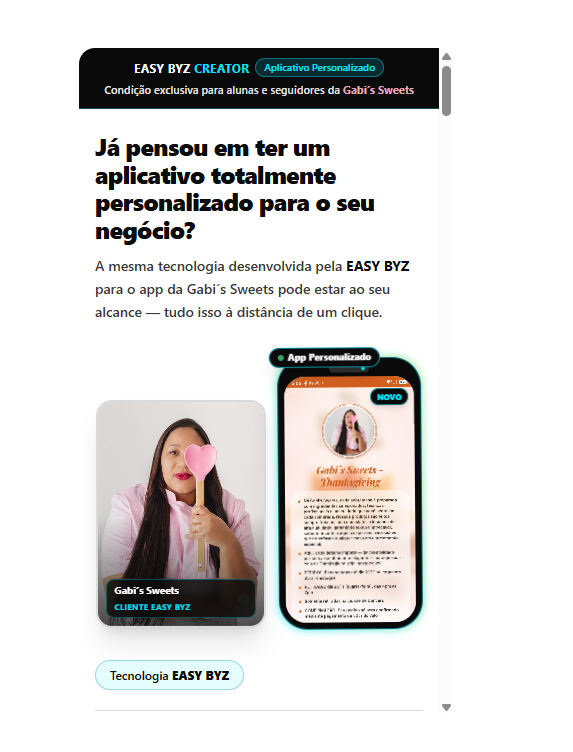 EASY BYZ CREATOR Aplicativo Personalizado
Condição exclusiva para alunas e seguidores da Gabi´s Sweets
Já pensou em ter um
aplicativo totalmente
personalizado para o seu
negócio?
A mesma tecnologia desenvolvida pela EASY BYZ
para o app da Gabi´s Sweets pode estar ao seu
alcance — tudo isso à distância de um clique.
App Personalizado
NOVO
Gabi´s Sweets -
Thanksgiving
Gabi´s Sweets
CLIENTE EASY BYZ
Tecnologia EASY BYZ